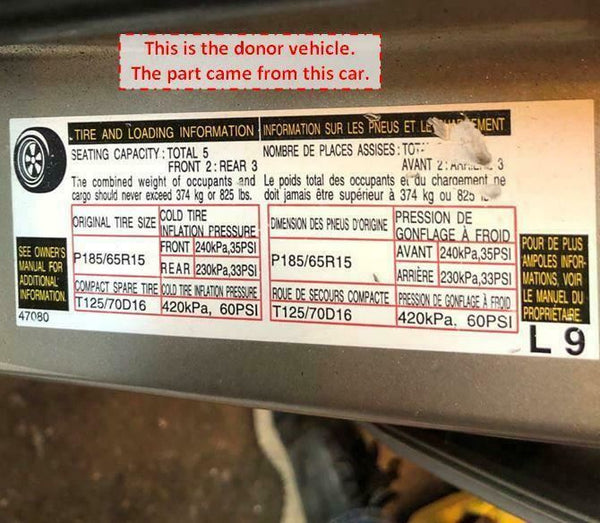 This is the donor vehicle.
The part came from this car.
TIRE AND LOADING INFORMATION
SEATING CAPACITY : TOTAL 5
FRONT 2 : REAR 3
The combined weight of occupants and
cargo should never exceed 374 kg or 825 lbs.
ORIGINAL TIRE SIZE
COLD TIRE
INFLATION PRESSURE
P185/65R15
FRONT 240kPa,35PSI
REAR 230kPa,33PSI
COMPACT SPARE TIRE
COLD TIRE INFLATION PRESSURE
T125/70D16
420kPa, 60PSI
SEE OWNER'S
MANUAL FOR
ADDITIONAL
INFORMATION.
47080
INFORMATION SUR LES PNEUS ET
NOMBRE DE PLACES ASSISES :
AVANT 2 : 3
Le poids total des occupants et du chargement ne
doit jamais être supérieur à 374 kg ou 825
DIMENSION DES PNEUS D'ORIGINE
PRESSION DE
GONFLAGE À FROID
P185/65R15
AVANT 240kPa,35PSI
ARRIÈRE 230kPa,33PSI
ROUE DE SECOURS COMPACTE
PRESSION DE GONFLAGE À FROID
T125/70D16
420kPa, 60PSI
POUR DE PLUS
AMPLES INFOR-
MATIONS, VOIR
LE MANUEL DU
PROPRIÉTAIRE.
L 9